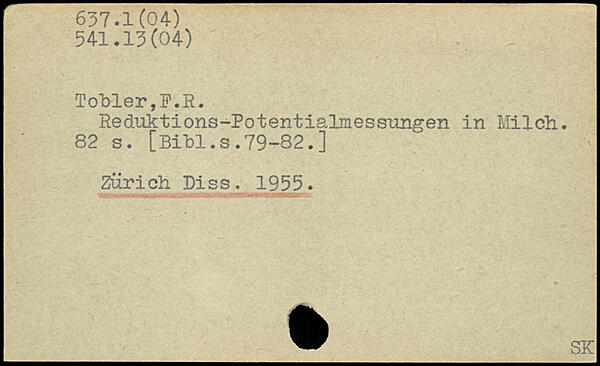 637.1(04)
541.13(04)
Tobler,F.R.
Reduktions-Potentialmessungen in Milch.
82 s. [Bibl.s.79-82.]
Zürich Diss. 1955.
SK